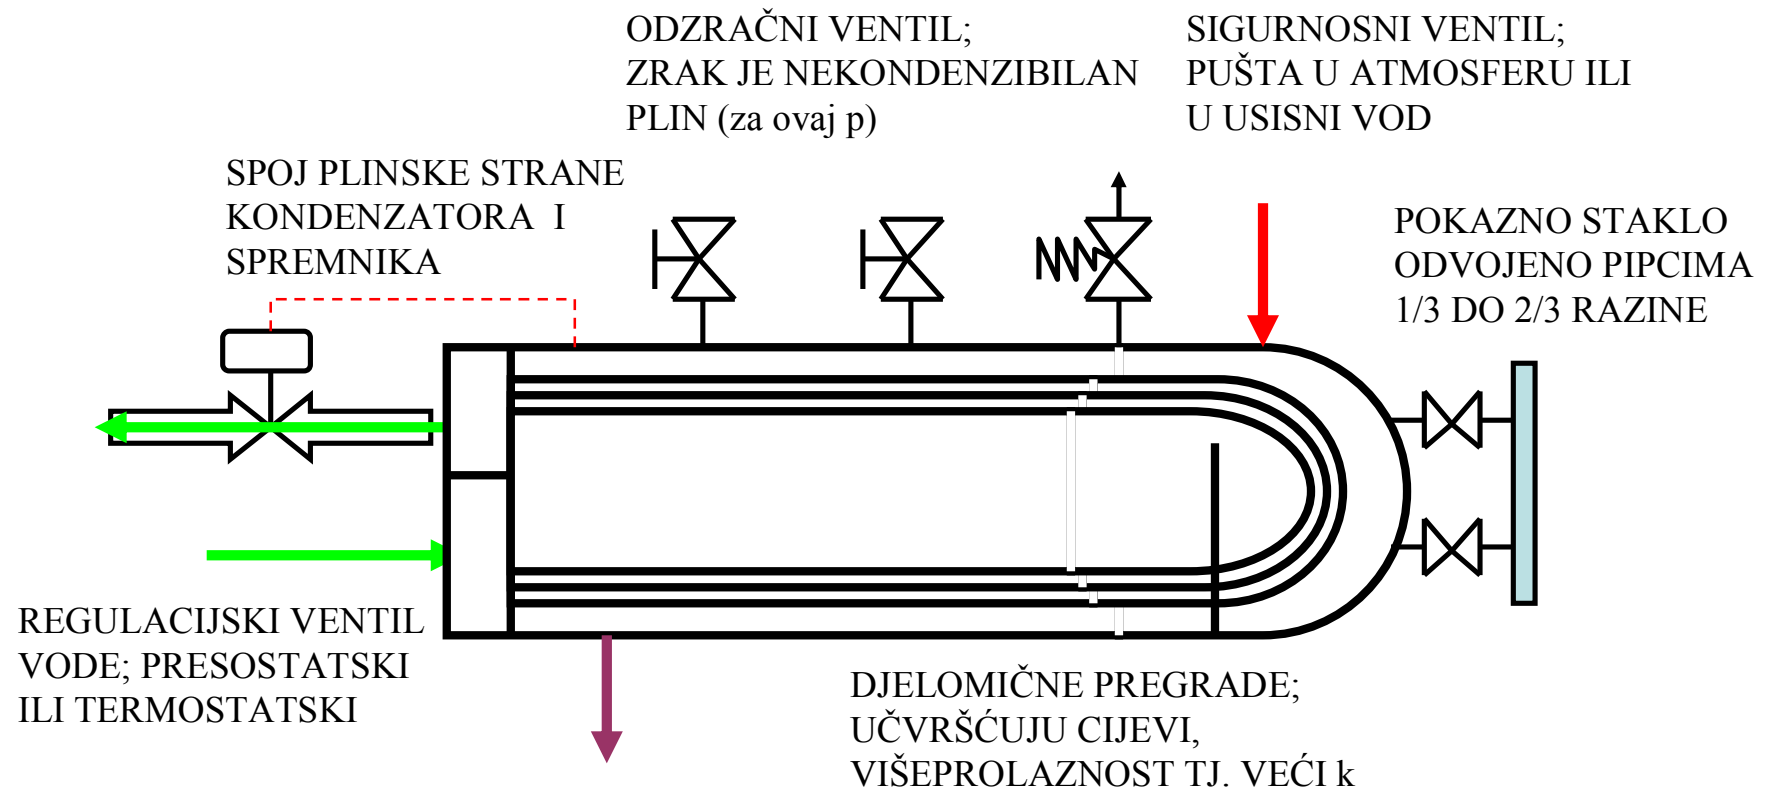 ODZRAČNI VENTIL;
ZRAK JE NEKONDENZIBILAN
PLIN (za ovaj p)
SIGURNOSNI VENTIL;
PUŠTA U ATMOSFERU ILI
U USISNI VOD
SPOJ PLINSKE STRANE
KONDENZATORA I
SPREMNIKA
POKAZNO STAKLO
ODVOJENO PIPCIMA
1/3 DO 2/3 RAZINE
REGULACIJSKI VENTIL
VODE; PRESOSTATSKI
ILI TERMOSTATSKI
DJELOMIČNE PREGRADE;
UČVRŠĆUJU CIJEVI,
VIŠEPROLAZNOST TJ. VEĆI k